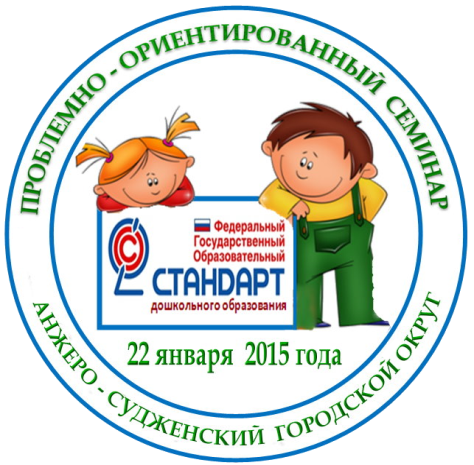 ПРОБЛЕМНО - ОРИЕНТИРОВАННЫЙ СЕМИНАР
Федеральный
Государственный
Образовательный
СТАНДАРТ
дошкольного образования
22 января 2015 года
АНЖЕРО - СУДЖЕНСКИЙ ГОРОДСКОЙ ОКРУГ